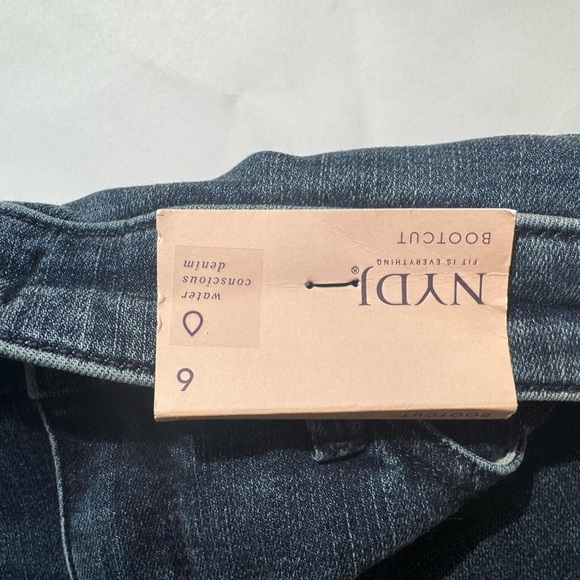 BOOTCUT
6
NYDJ®
FIT IS EVERYTHING
BOOTCUT
water
conscious
denim